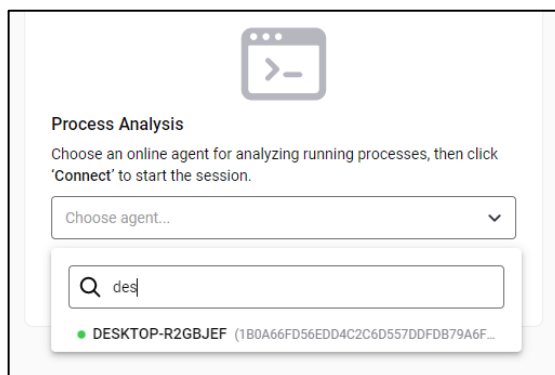 Process Analysis
Choose an online agent for analyzing running processes, then click
‘Connect’ to start the session.
Choose agent...
des
DESKTOP-R2GBJEF (1B0A66FD56EDD4C2C6D557DDFDB79A6F...